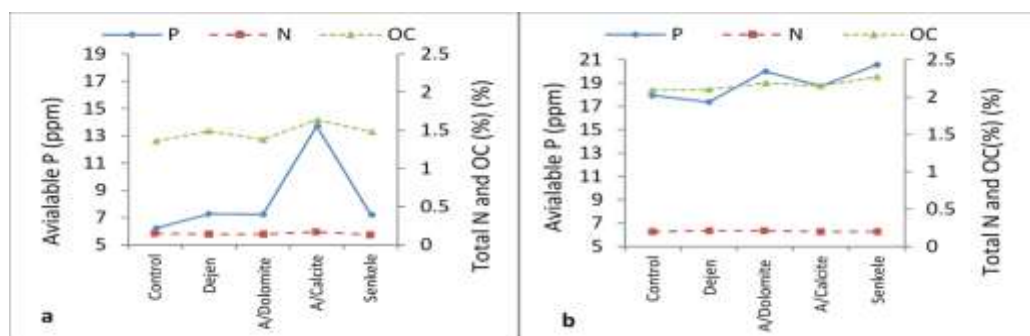 P N OC
19
17
15
13
11
9
7
5
Avialable P (ppm)
2.5
2
1.5
1
0.5
0
Total N and OC (%) (%)
Control
Dejen
A/Dolomite
A/Calcite
Senkele
a
P N OC
21
19
17
15
13
11
9
7
5
Avialable P (ppm)
2.5
2
1.5
1
0.5
0
Total N and OC(%) (%)
Control
Dejen
A/Dolomite
A/Calcite
Senkele
b